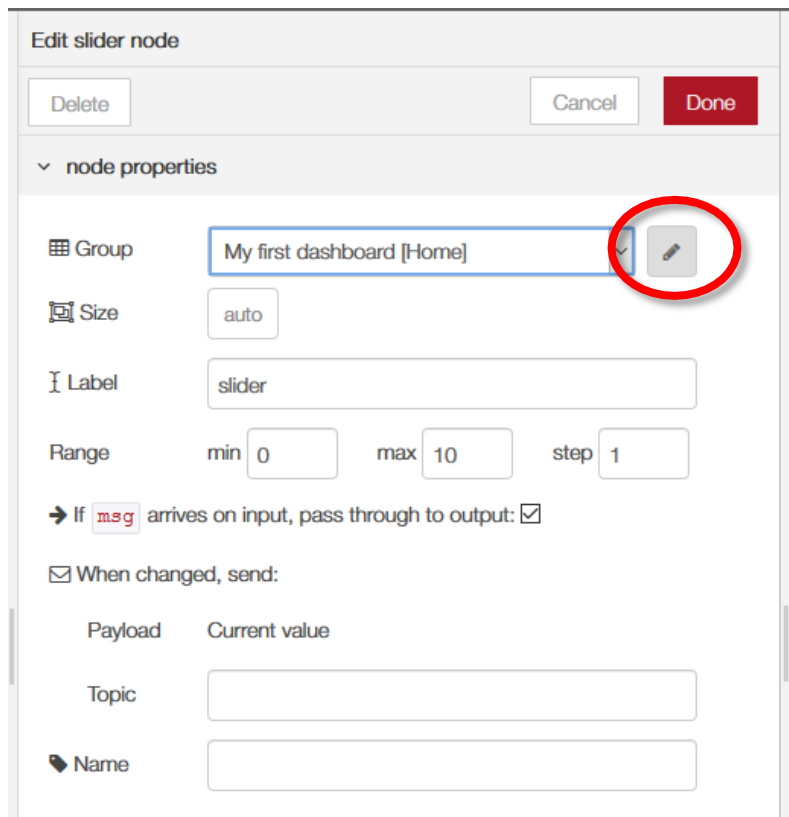 Edit slider node
Delete Cancel Done
node properties
Group My first dashboard [Home]
Size auto
Label slider
Range min 0 max 10 step 1
If msg arrives on input, pass through to output:
When changed, send:
Payload Current value
Topic
Name